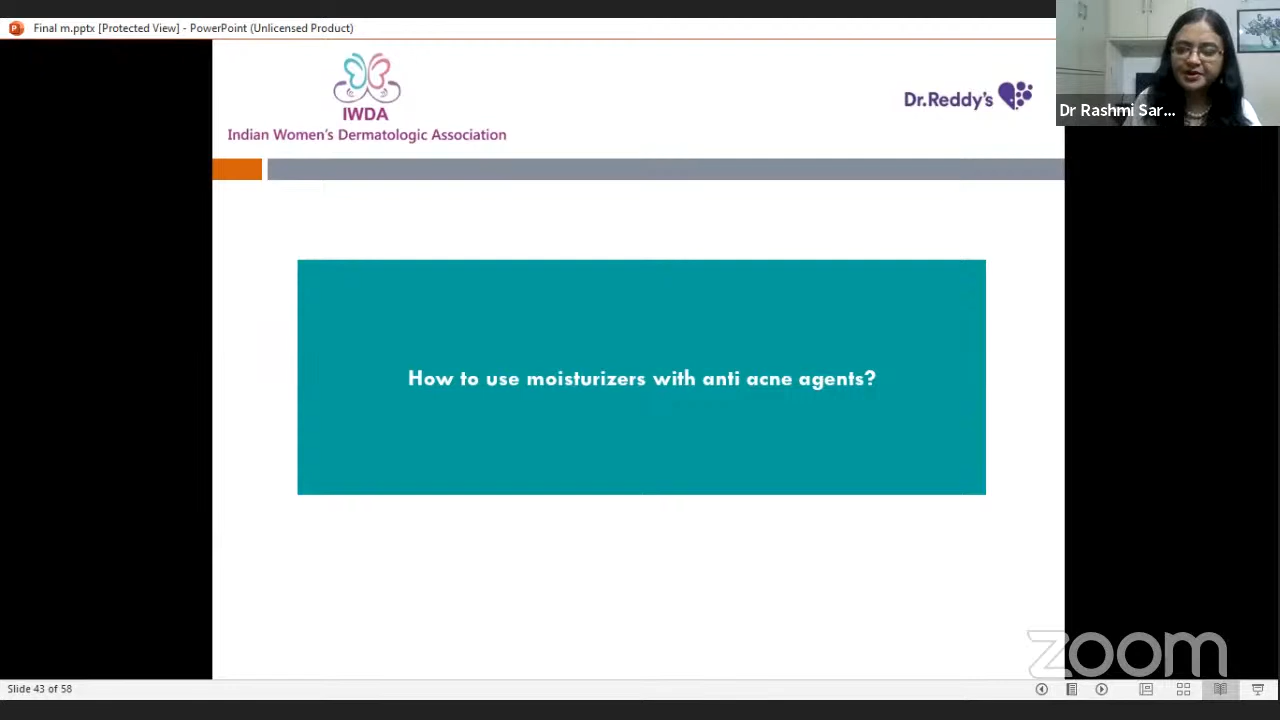 Final m.pptx [Protected View] - PowerPoint (Unlicensed Product)
IWDA
Indian Women's Dermatologic Association
Dr.Reddy's
Dr Rashmi Sar...
How to use moisturizers with anti acne agents?
zoom
Slide 43 of 58